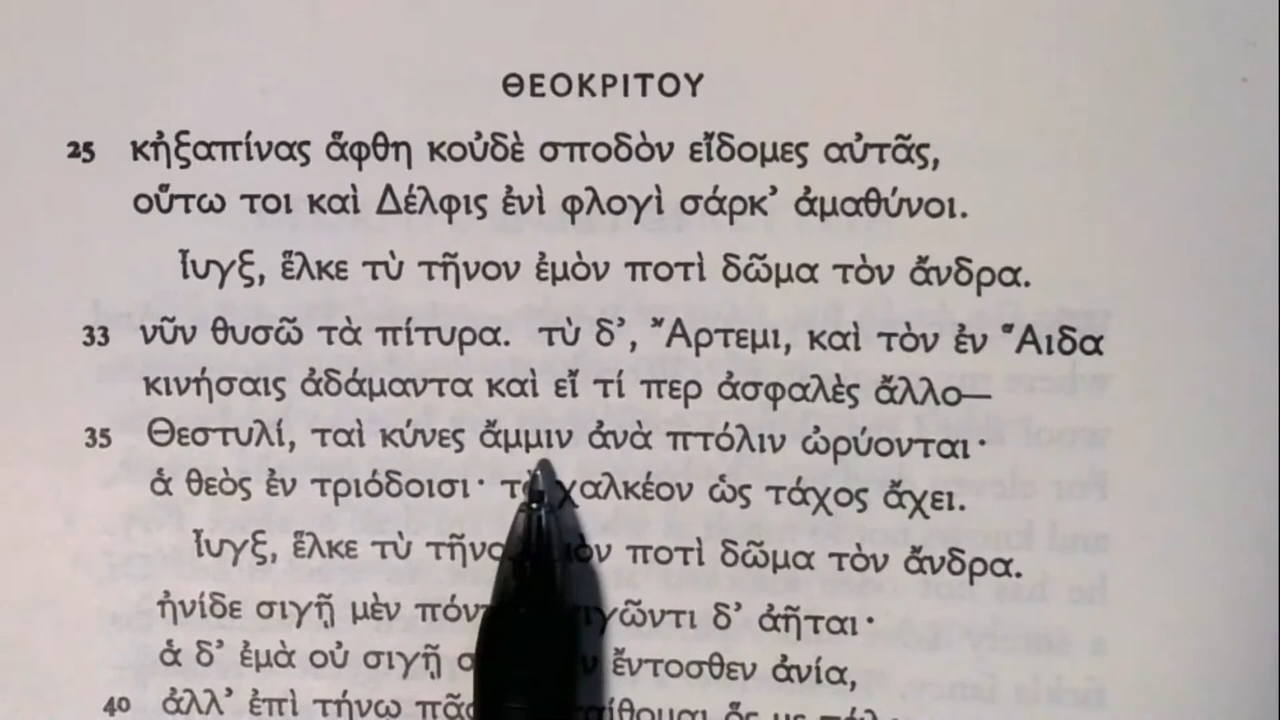 ΘΕΟΚΡΙΤΟΥ
25 κἠξαπίνας ἅφθη κοὐδὲ σποδὸν εἴδομες αὐτᾶς,
οὕτω τοι καὶ Δέλφις ἐνὶ φλογὶ σάρκ’ ἀμαθύνοι.
ἶυγξ, ἕλκε τὺ τῆνον ἐμὸν ποτὶ δῶμα τὸν ἄνδρα.
33 νῦν θυσῶ τὰ πίτυρα. τὺ δ’, Ἄρτεμι, καὶ τὸν ἐν Ἅιδα
κινήσαις ἀδάμαντα καὶ εἴ τί περ ἀσφαλὲς ἄλλο—
35 Θεστυλί, ταὶ κύνες ἄμμιν ἀνὰ πτόλιν ὠρύονται·
ἁ θεὸς ἐν τριόδοισι· χαλκέον ὡς τάχος ἄχει.
ἶυγξ, ἕλκε τὺ ποτὶ δῶμα τὸν ἄνδρα.
ἠνίδε σιγῇ μὲν δ’ ἀῆται·
ἁ δ’ ἐμὰ οὐ σιγῇ ἔντοσθεν ἀνία,
40 ἀλλ’ ἐπὶ τήνῳ